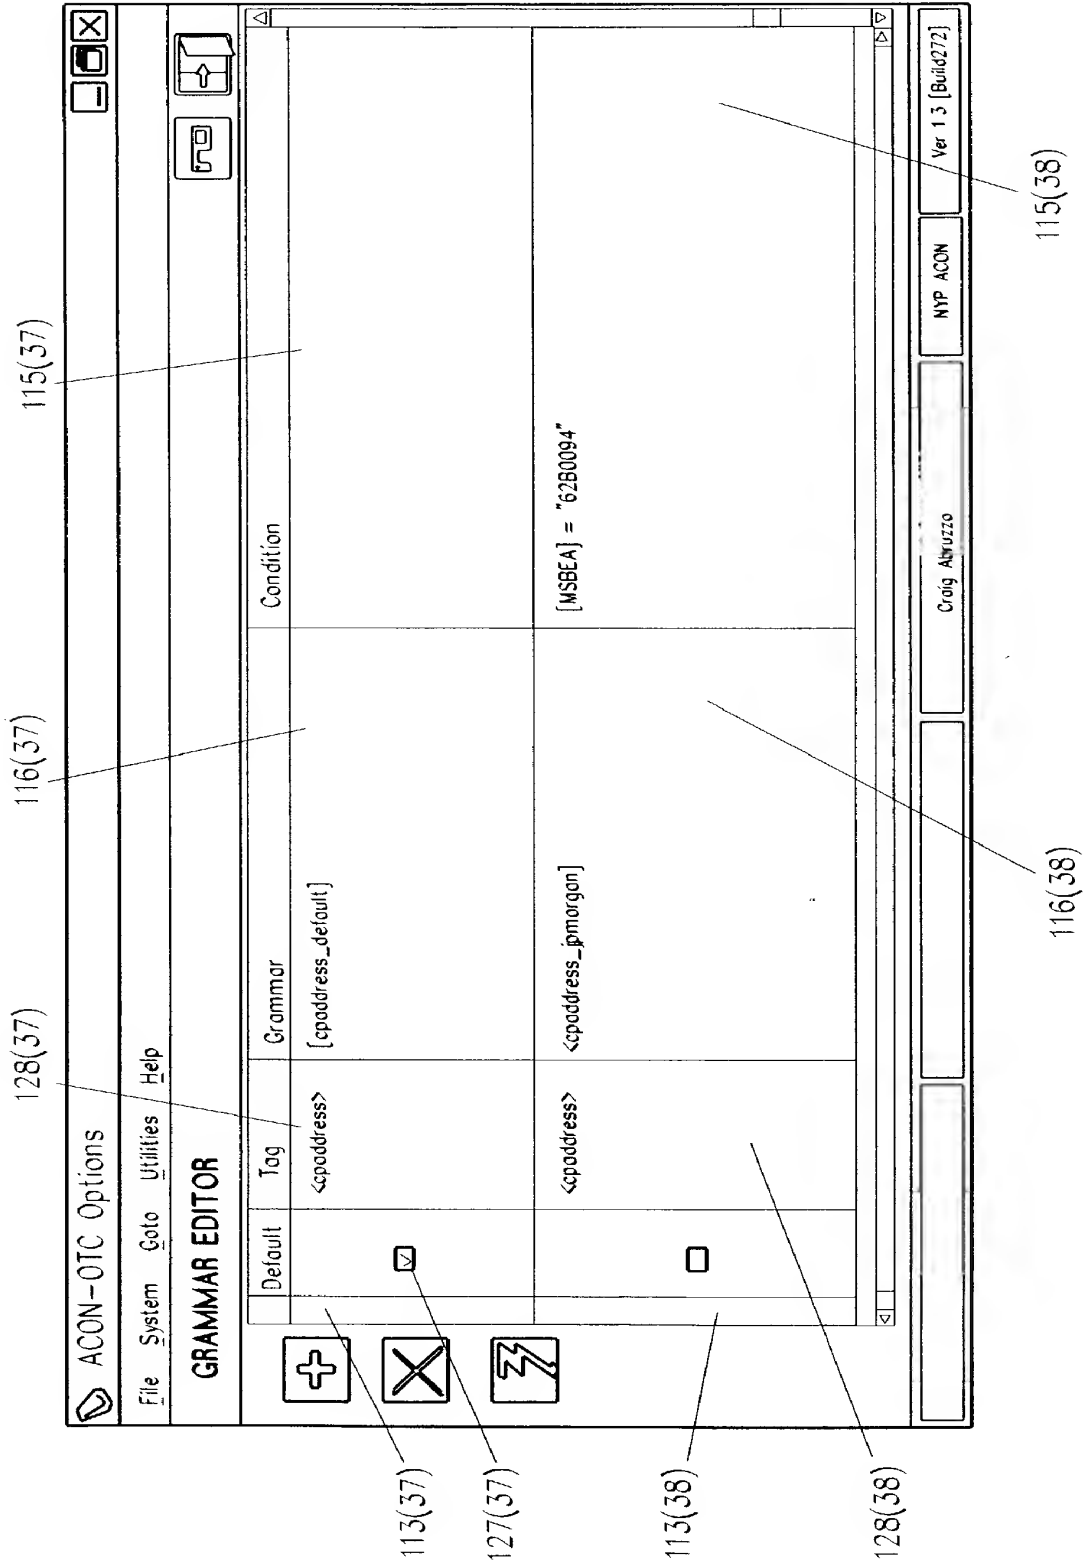 128(37)
116(37)
115(37)
ACON-OTC Options
File System Goto Utilities Help
GRAMMAR EDITOR
Default Tag Grammar Condition
<cpaddress> [cpaddress_default]
<cpaddress> <cpaddress_jpmorgan] [MSBEA] = "62B0094"
Craig Abruzzo NYP ACON Ver 1 3 [Build272]
113(37)
127(37)
113(38)
128(38)
116(38)
115(38)